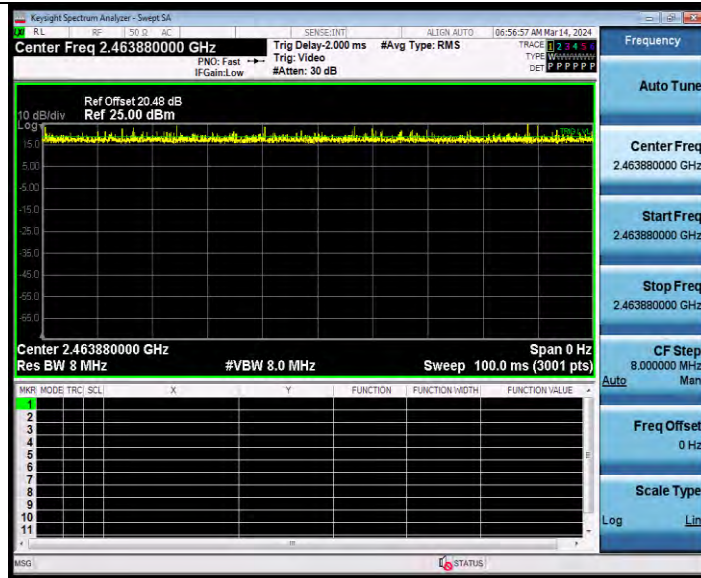 Keysight Spectrum Analyzer - Swept SA
RL RF 50 Ω AC SENSE:INT ALIGN AUTO 06:56:57 AM Mar 14, 2024
Center Freq 2.463880000 GHz
PNO: Fast
IFGain:Low
Trig Delay-2.000 ms
Trig: Video
#Atten: 30 dB
#Avg Type: RMS
TRACE 1 2 3 4 5 6
TYPE
DET P P P P P P
Ref Offset 20.48 dB
10 dB/div Ref 25.00 dBm
Log
TRIG LVL
15.0
5.00
-5.00
-15.0
-25.0
-35.0
-45.0
-55.0
-65.0
Center 2.463880000 GHz Span 0 Hz
Res BW 8 MHz #VBW 8.0 MHz Sweep 100.0 ms (3001 pts)
MKR MODE TRC SCL X Y FUNCTION FUNCTION WIDTH FUNCTION VALUE
1
2
3
4
5
6
7
8
9
10
11
MSG STATUS
Frequency
Auto Tune
Center Freq
2.463880000 GHz
Start Freq
2.463880000 GHz
Stop Freq
2.463880000 GHz
CF Step
8.000000 MHz
Auto Man
Freq Offset
0 Hz
Scale Type
Log Lin